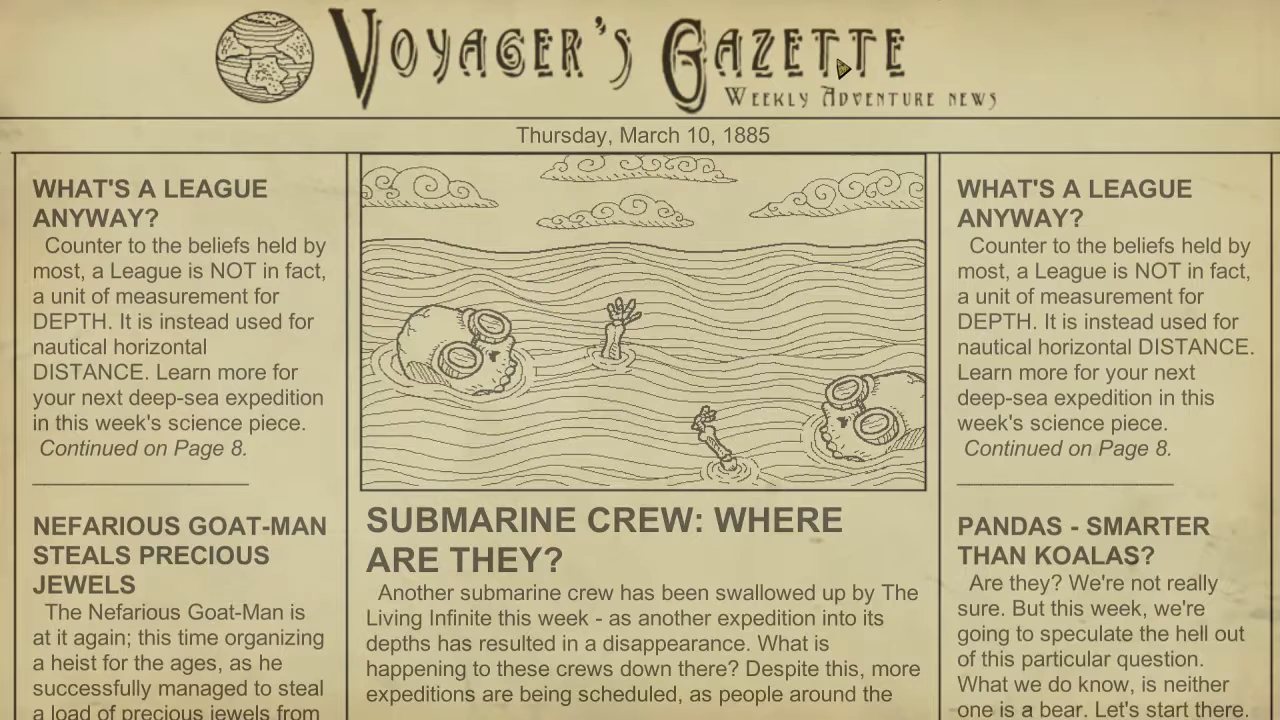 VOYAGER'S GAZETTE
WEEKLY ADVENTURE NEWS
Thursday, March 10, 1885
WHAT'S A LEAGUE
ANYWAY?
Counter to the beliefs held by
most, a League is NOT in fact,
a unit of measurement for
DEPTH. It is instead used for
nautical horizontal
DISTANCE. Learn more for
your next deep-sea expedition
in this week's science piece.
Continued on Page 8.
NEFARIOUS GOAT-MAN
STEALS PRECIOUS
JEWELS
The Nefarious Goat-Man is
at it again; this time organizing
a heist for the ages, as he
successfully managed to steal
a load of precious jewels from
SUBMARINE CREW: WHERE
ARE THEY?
Another submarine crew has been swallowed up by The
Living Infinite this week - as another expedition into its
depths has resulted in a disappearance. What is
happening to these crews down there? Despite this, more
expeditions are being scheduled, as people around the
WHAT'S A LEAGUE
ANYWAY?
Counter to the beliefs held by
most, a League is NOT in fact,
a unit of measurement for
DEPTH. It is instead used for
nautical horizontal DISTANCE.
Learn more for your next
deep-sea expedition in this
week's science piece.
Continued on Page 8.
PANDAS - SMARTER
THAN KOALAS?
Are they? We're not really
sure. But this week, we're
going to speculate the hell out
of this particular question.
What we do know, is neither
one is a bear. Let's start there.